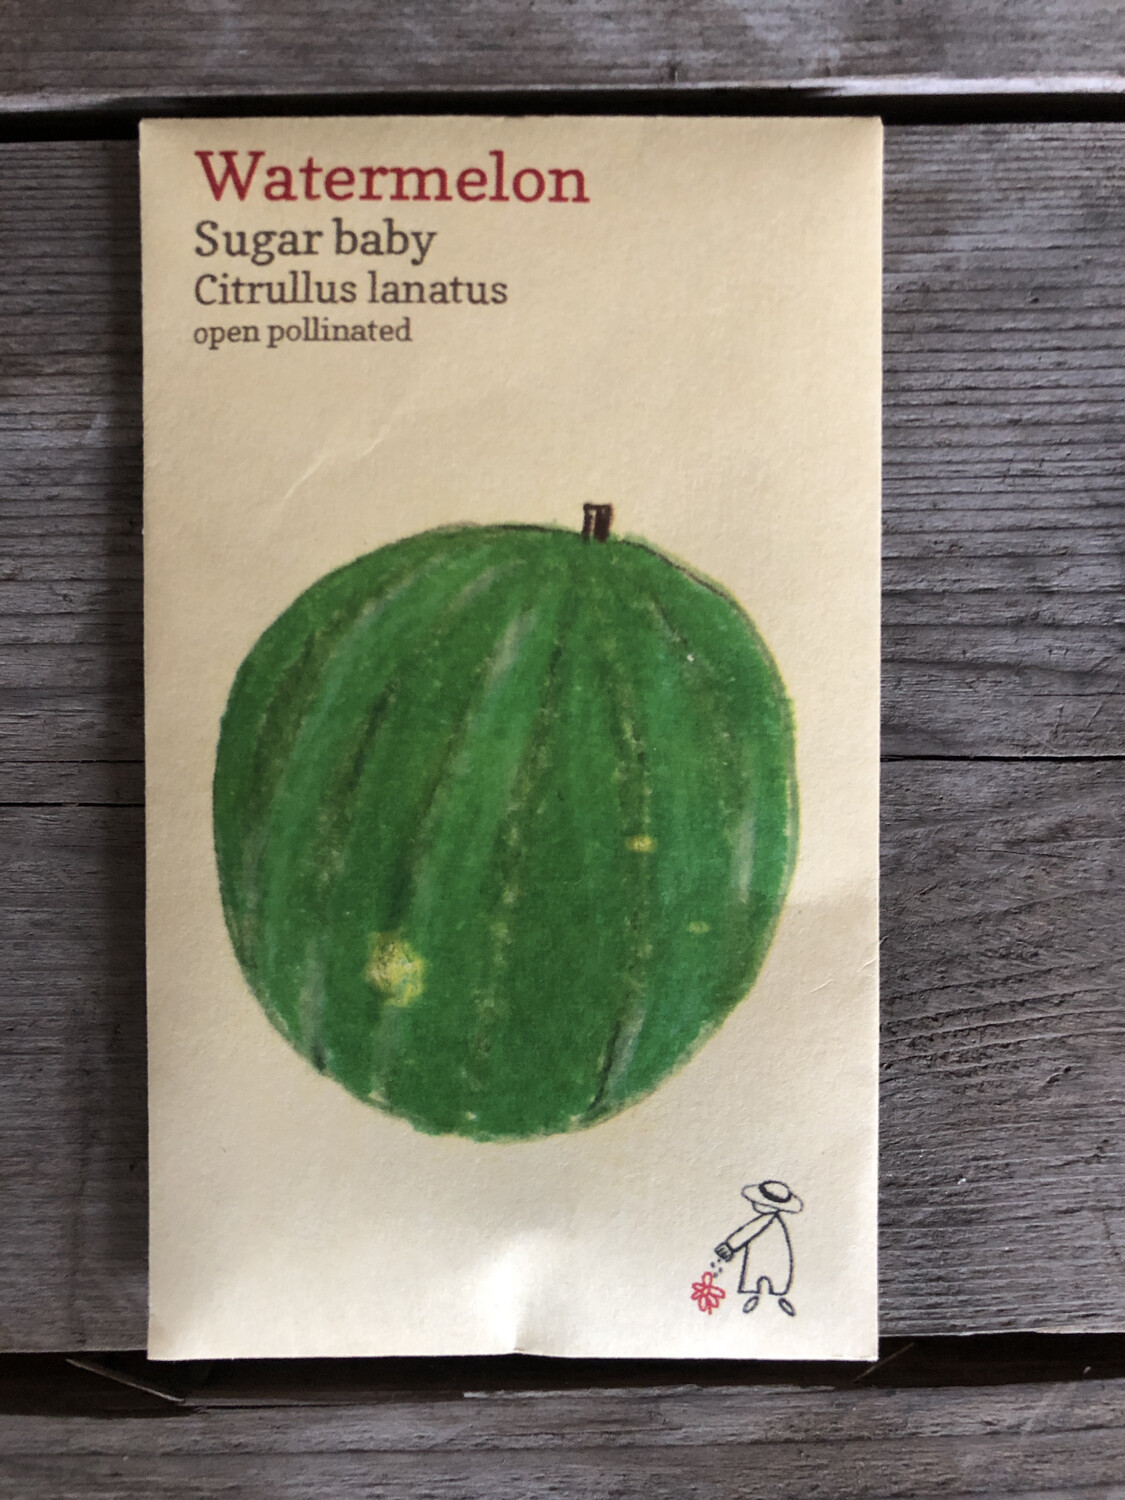 Watermelon
Sugar baby
Citrullus lanatus
open pollinated